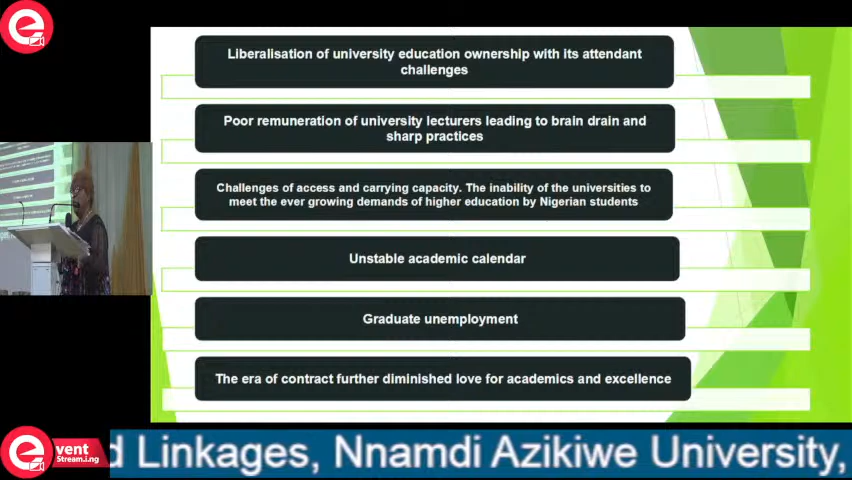 Liberalisation of university education ownership with its attendant
challenges
Poor remuneration of university lecturers leading to brain drain and
sharp practices
Challenges of access and carrying capacity. The inability of the universities to
meet the ever growing demands of higher education by Nigerian students
Unstable academic calendar
Graduate unemployment
The era of contract further diminished love for academics and excellence
e
vent
Stream.i.ng
d Linkages, Nnamdi Azikiwe University,